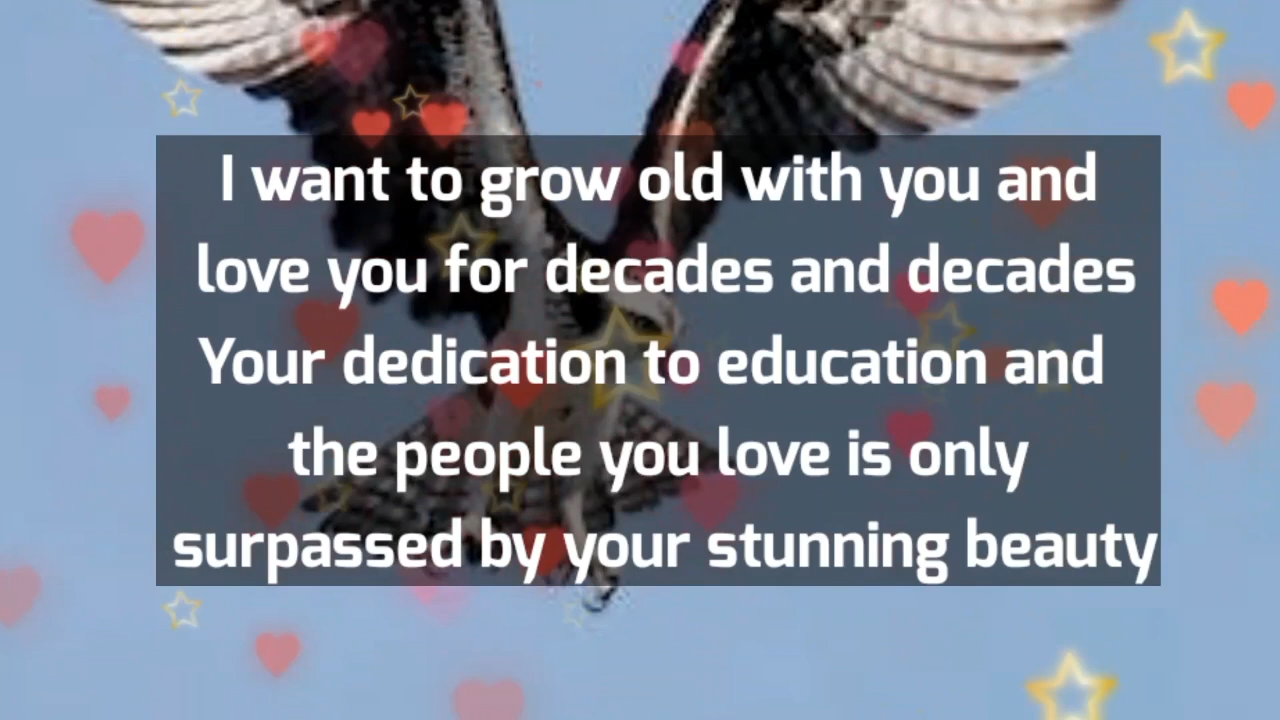 I want to grow old with you and
love you for decades and decades
Your dedication to education and
the people you love is only
surpassed by your stunning beauty